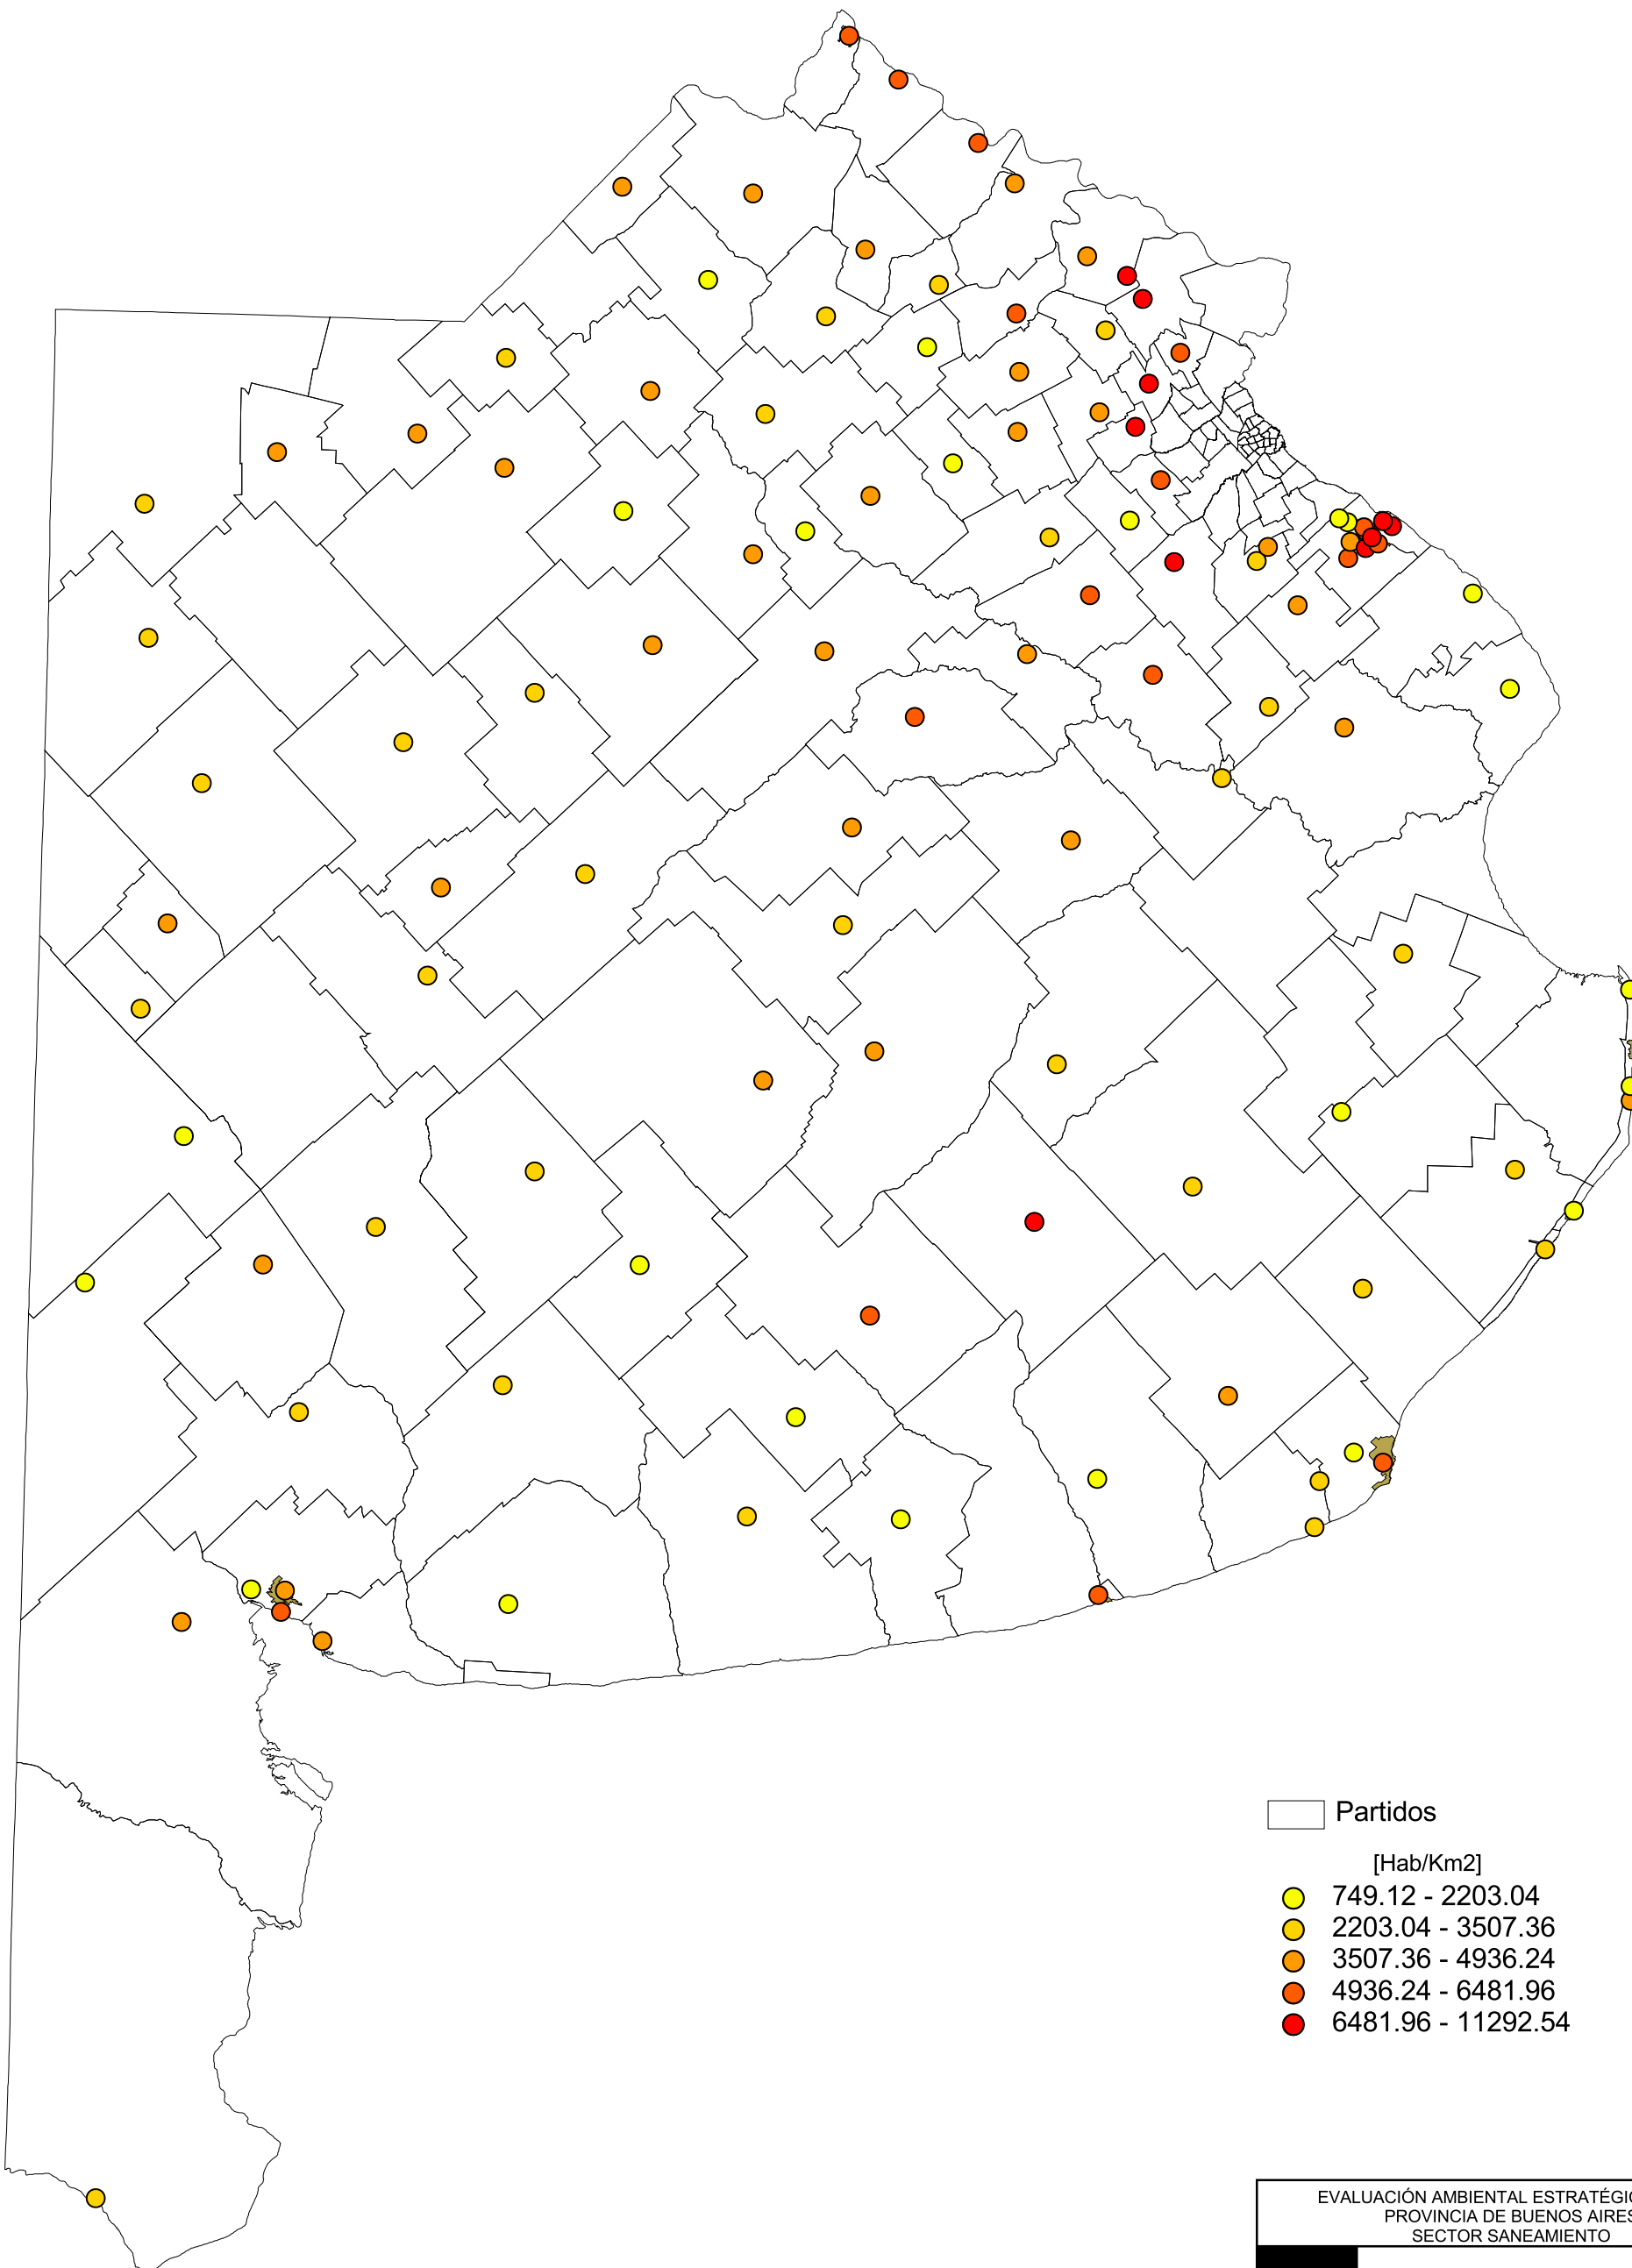 Partidos
[Hab/Km2]
749.12 - 2203.04
2203.04 - 3507.36
3507.36 - 4936.24
4936.24 - 6481.96
6481.96 - 11292.54
EVALUACIÓN AMBIENTAL
PROVINCIA DE BUENOS AIRES
SECTOR SANEAMIENTO